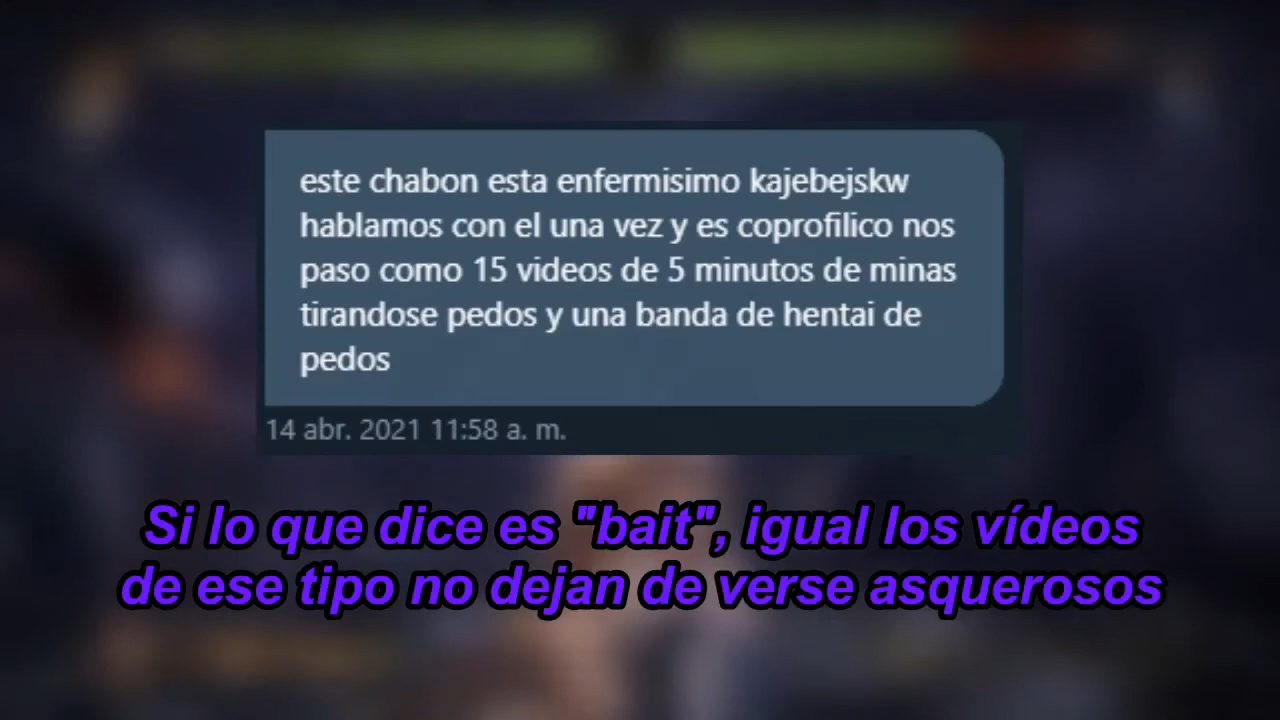 este chabon esta enfermisimo kajebejskw
hablamos con el una vez y es coprofilico nos
paso como 15 videos de 5 minutos de minas
tirandose pedos y una banda de hentai de
pedos
14 abr. 2021 11:58 a. m.
Si lo que dice es "bait", igual los vídeos
de ese tipo no dejan de verse asquerosos